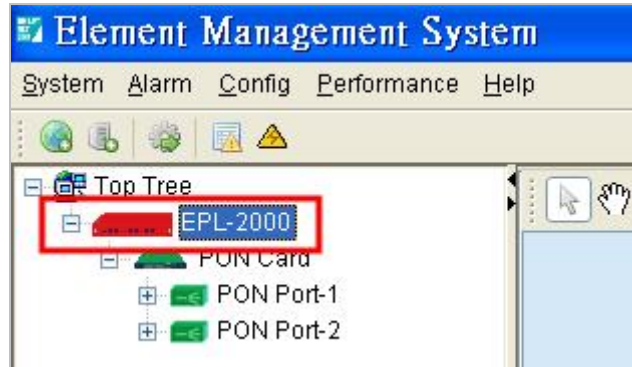 Element Management System
System Alarm Config Performance Help
Top Tree
EPL-2000
PON Card
PON Port-1
PON Port-2